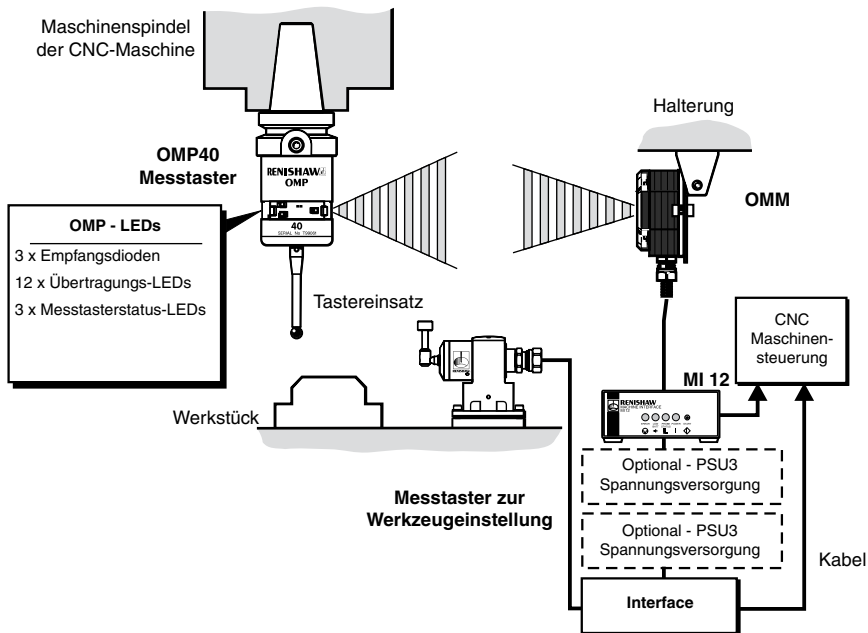 Maschinenspindel
der CNC-Maschine
Halterung
OMP40
Messtaster
RENISHAW
OMP
OMM
40
OMP - LEDs
3 x Empfangsdioden
12 x Übertragungs-LEDs
3 x Messtasterstatus-LEDs
Tastereinsatz
CNC
Maschinen-
steuerung
MI 12
RENISHAW
MACHINE INTERFACE
Werkstück
Optional - PSU3
Spannungsversorgung
Messtaster zur
Werkzeugeinstellung
Optional - PSU3
Spannungsversorgung
Kabel
Interface